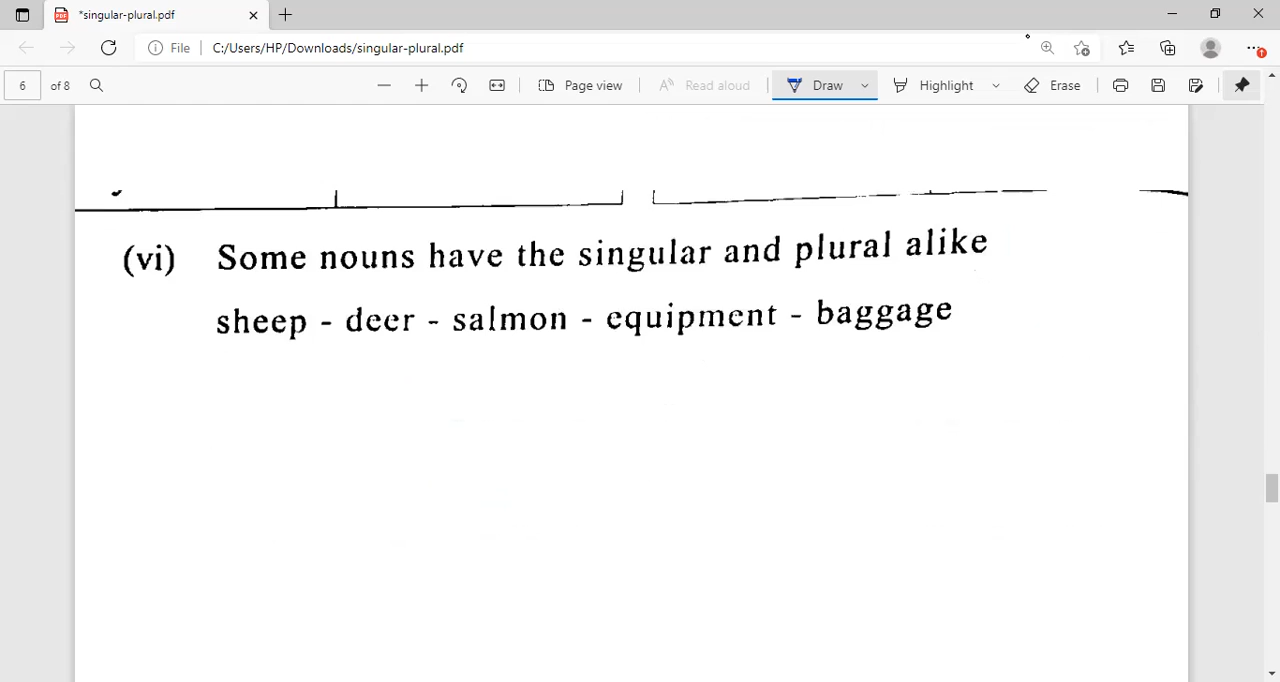 *singular-plural.pdf
File
C:/Users/HP/Downloads/singular-plural.pdf
6 of 8
Page view
Read aloud
Draw
Highlight
Erase
(vi) Some nouns have the singular and plural alike
sheep - deer - salmon - equipment - baggage